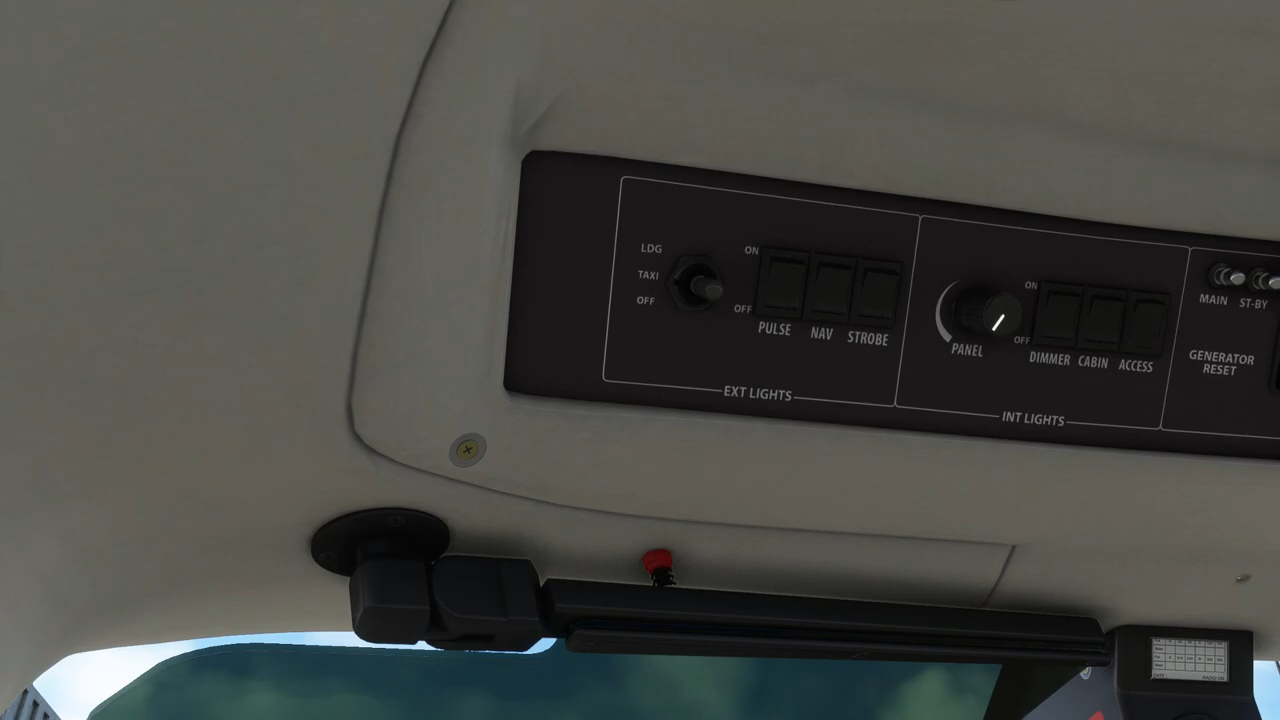 LDG
TAXI
OFF
ON
OFF
PULSE NAV STROBE
EXT LIGHTS
PANEL
ON
OFF
DIMMER CABIN ACCESS
INT LIGHTS
MAIN ST-BY
GENERATOR
RESET